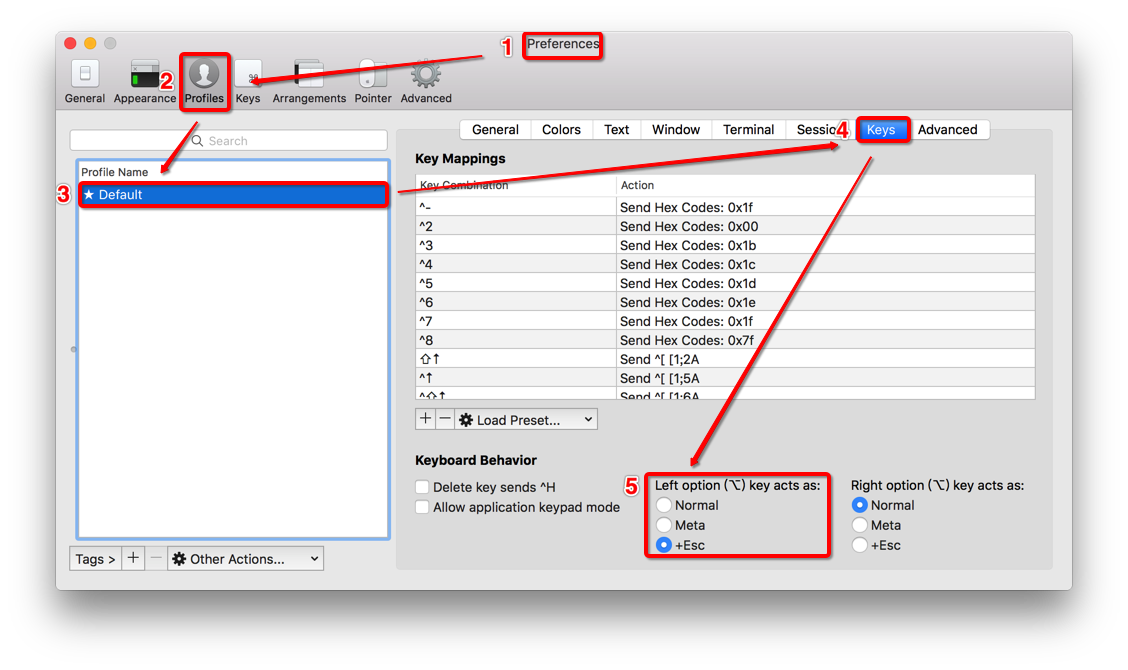 1 Preferences
2
General Appearance Profiles Keys Arrangements Pointer Advanced
Search
Profile Name
3 ★ Default
General Colors Text Window Terminal Sessio 4 Keys Advanced
Key Mappings
Key Combination Action
^- Send Hex Codes: 0x1f
^2 Send Hex Codes: 0x00
^3 Send Hex Codes: 0x1b
^4 Send Hex Codes: 0x1c
^5 Send Hex Codes: 0x1d
^6 Send Hex Codes: 0x1e
^7 Send Hex Codes: 0x1f
^8 Send Hex Codes: 0x7f
⇧↑ Send ^[ [1;2A
^↑ Send ^[ [1;5A
^⇧↑ Send ^[ [1;6A
+ − Load Preset...
Keyboard Behavior
Delete key sends ^H
Allow application keypad mode
5 Left option (⌥) key acts as:
Normal
Meta
+Esc
Right option (⌥) key acts as:
Normal
Meta
+Esc
Tags > + − Other Actions...